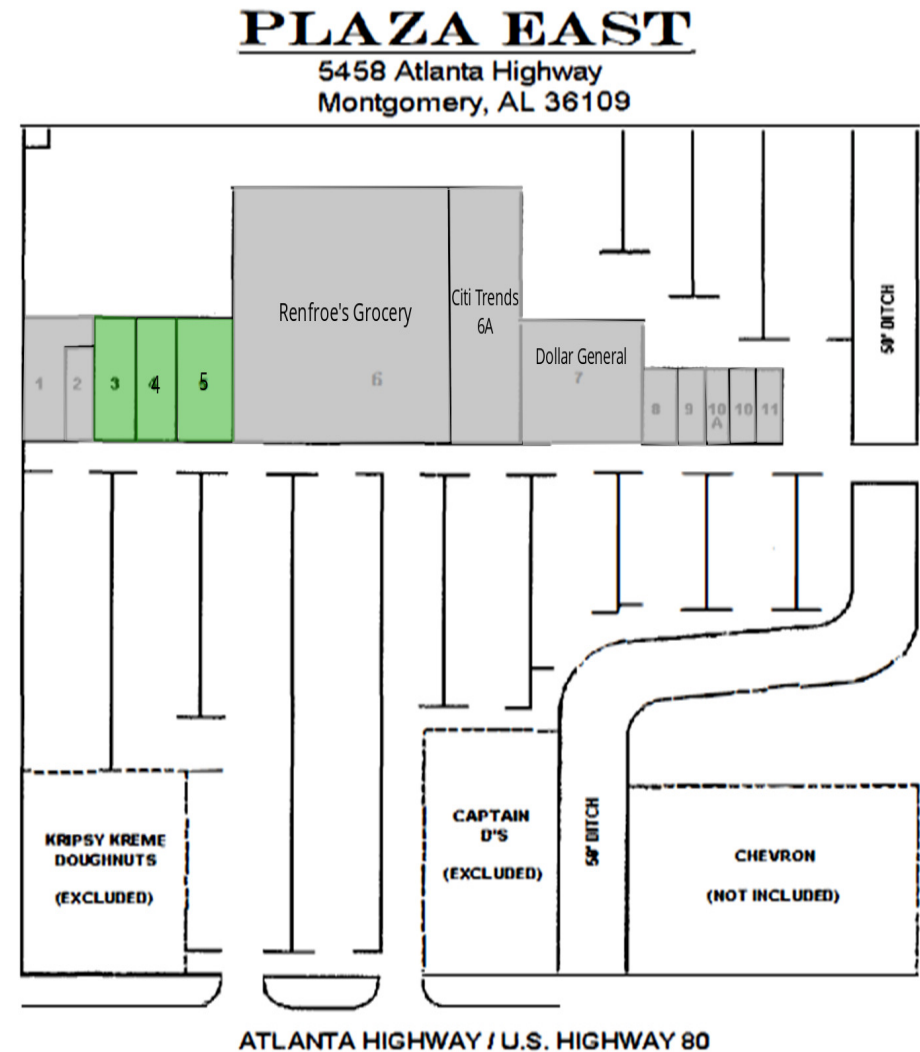 PLAZA EAST
5458 Atlanta Highway
Montgomery, AL 36109
50' DITCH
Renfroe's Grocery
Citi Trends
6A
Dollar General
1
2
3
4
5
6
7
8
9
10
A
10
11
KRIPSY KREME
DOUGHNUTS
(EXCLUDED)
CAPTAIN
D'S
(EXCLUDED)
50' DITCH
CHEVRON
(NOT INCLUDED)
ATLANTA HIGHWAY / U.S. HIGHWAY 80